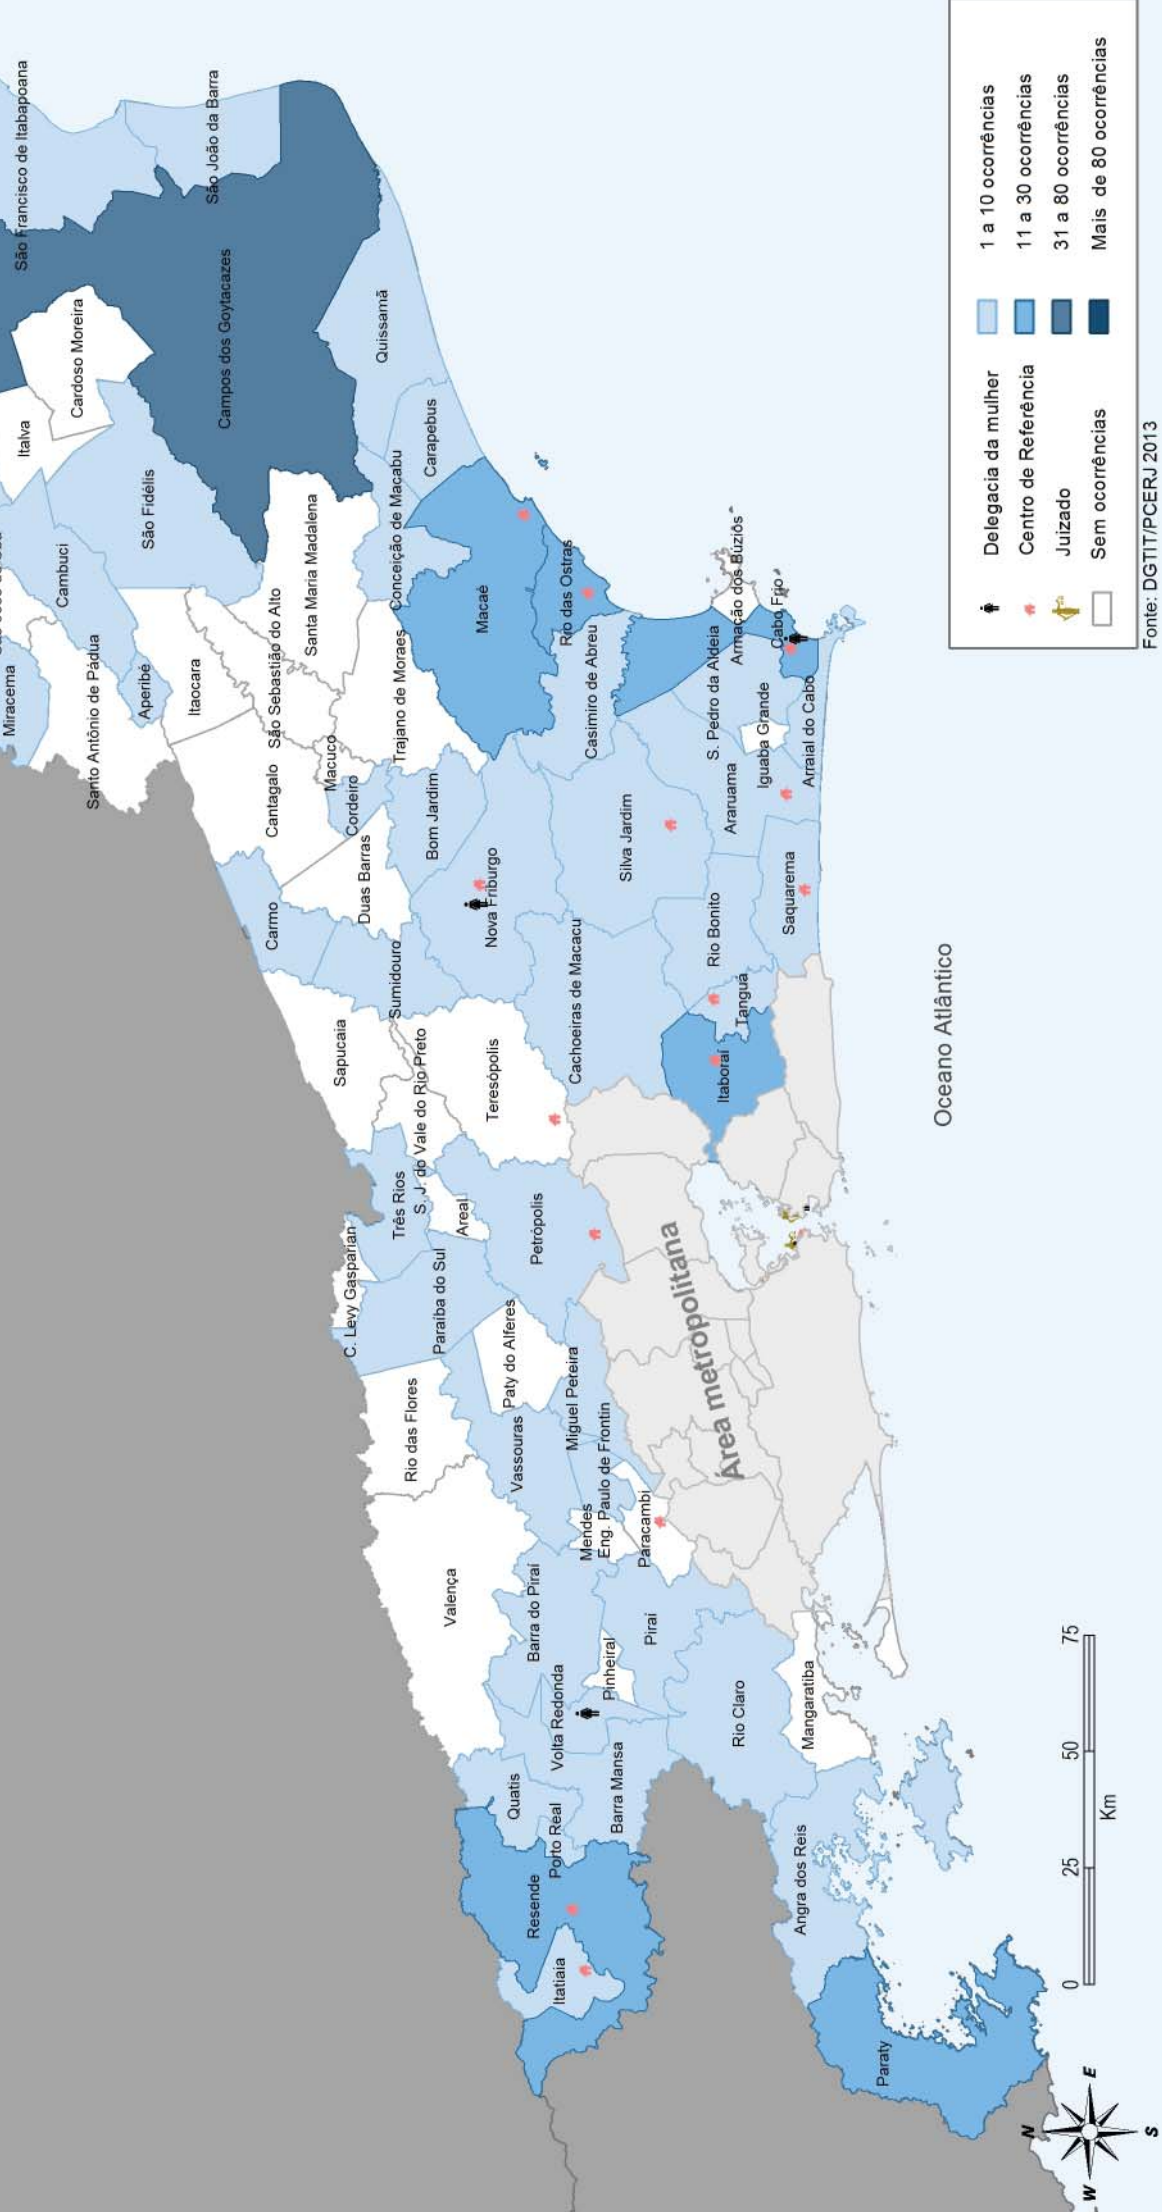 São Francisco de Itabapoana
São João da Barra
Italva
Cardoso Moreira
Campos dos Goytacazes
Quissamã
Miracema
Cambuci
São Fidélis
Carapebus
Santo Antônio de Pádua
Aperibé
Itaocara
São Sebastião do Alto
Santa Maria Madalena
Conceição de Macabu
Macaé
Rio das Ostras
Cantagalo
Macuco
Cordeiro
Trajano de Moraes
Casimiro de Abreu
Carmo
Duas Barras
Bom Jardim
Nova Friburgo
Silva Jardim
Araruama
S. Pedro da Aldeia
Iguaba Grande
Armação dos Búziós
Cabo Frio
Arraial do Cabo
Sapucaia
Sumidouro
Cachoeiras de Macacu
Rio Bonito
Saquarema
S. J. do Vale do Rio Preto
Teresópolis
Tanguá
Itaboraí
C. Levy Gasparian
Três Rios
Areal
Petrópolis
Paraíba do Sul
Rio das Flores
Paty do Alferes
Miguel Pereira
Vassouras
Eng. Paulo de Frontin
Mendes
Paracambi
Área metropolitana
Oceano Atlântico
Valença
Barra do Piraí
Piraí
Pinheiral
Volta Redonda
Rio Claro
Mangaratiba
Quatis
Porto Real
Barra Mansa
Resende
Itatiaia
Angra dos Reis
Paraty
N
W
E
S
0
25
50
75
Km
Delegacia da mulher
Centro de Referência
Juizado
Sem ocorrências
1 a 10 ocorrências
11 a 30 ocorrências
31 a 80 ocorrências
Mais de 80 ocorrências
Fonte: DGTIT/PCERJ 2013